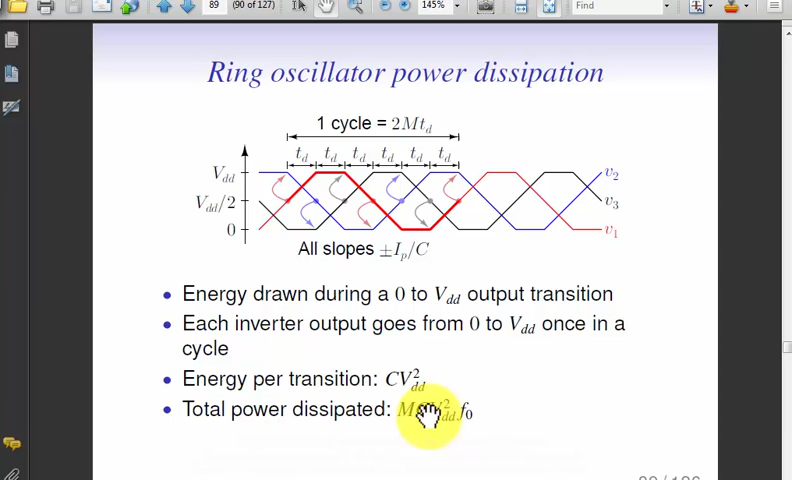 89 (90 of 127) 145% Find
Ring oscillator power dissipation
1 cycle = 2Mt_d
t_d t_d t_d t_d t_d t_d
V_dd
v_2
V_dd/2
v_3
0
v_1
All slopes ±I_p/C
• Energy drawn during a 0 to V_dd output transition
• Each inverter output goes from 0 to V_dd once in a
cycle
• Energy per transition: CV²_dd
• Total power dissipated: MCV²_dd f_0